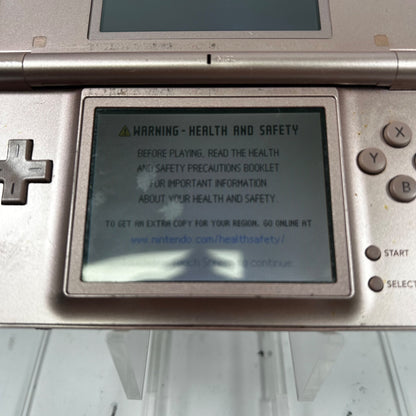 WARNING - HEALTH AND SAFETY
BEFORE PLAYING, READ THE HEALTH
AND SAFETY PRECAUTIONS BOOKLET
FOR IMPORTANT INFORMATION
ABOUT YOUR HEALTH AND SAFETY
TO GET AN EXTRA COPY FOR YOUR REGION, GO ONLINE AT
www.nintendo.com/healthsafety/
to continue.
X
Y
B
START
SELECT